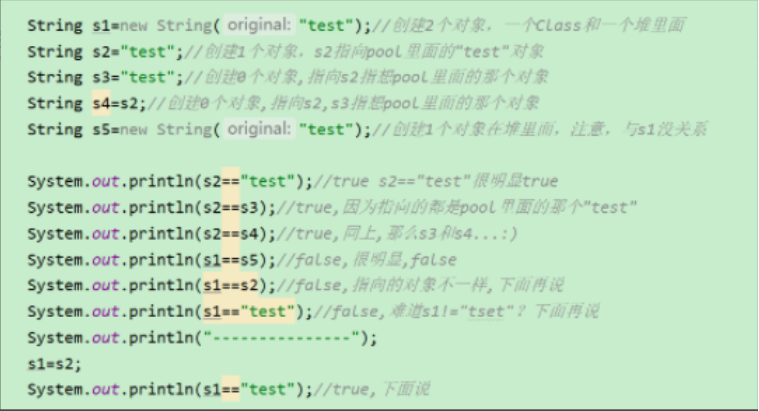 String s1=new String( original: "test");//创建2个对象，一个Class和一个堆里面
String s2="test";//创建1个对象，s2指向pool里面的"test"对象
String s3="test";//创建0个对象,指向s2指想pool里面的那个对象
String s4=s2;//创建0个对象,指向s2,s3指想pool里面的那个对象
String s5=new String( original: "test");//创建1个对象在堆里面，注意，与s1没关系
System.out.println(s2=="test");//true s2=="test"很明显true
System.out.println(s2==s3);//true,因为指向的都是pool里面的那个"test"
System.out.println(s2==s4);//true,同上,那么s3和s4...:)
System.out.println(s1==s5);//false,很明显,false
System.out.println(s1==s2);//false,指向的对象不一样,下面再说
System.out.println(s1=="test");//false,难道s1!="tset"？下面再说
System.out.println("---------------");
s1=s2;
System.out.println(s1=="test");//true,下面说